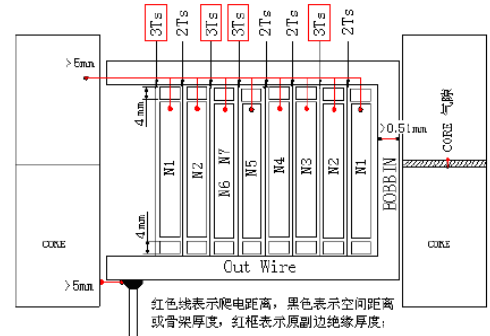 3Ts 2Ts 3Ts 3Ts 2Ts 2Ts 3Ts 2Ts
>5mm
4mm
>0.51mm
CORE 气隙
N1 N2 N6 N7 N5 N4 N3 N2 N1
BOBBIN
4mm
CORE
CORE
Out Wire
>5mm
红色线表示爬电距离，黑色表示空间距离
或骨架厚度，红框表示原副边绝缘厚度；